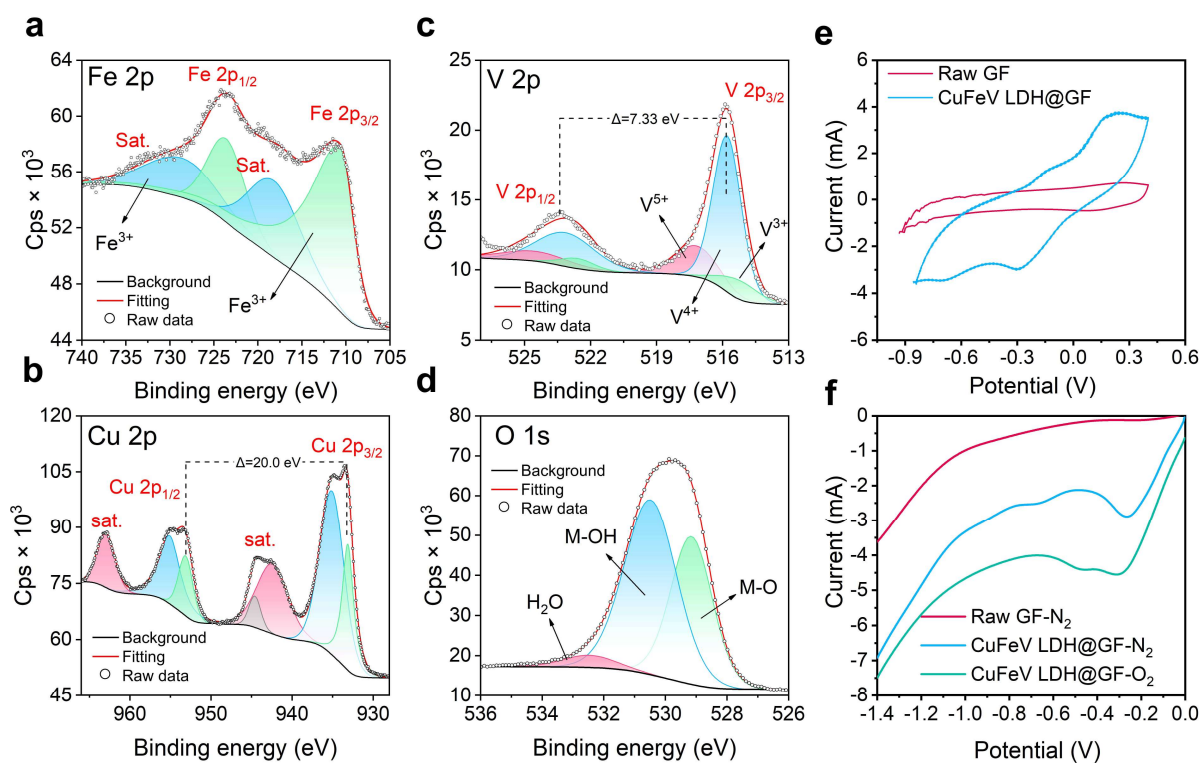 a
Fe 2p
Fe 2p1/2
Fe 2p3/2
Sat.
Sat.
Fe3+
Fe3+
Background
Fitting
Raw data
64
60
56
52
48
44
Cps × 10³
740 735 730 725 720 715 710 705
Binding energy (eV)
b
Cu 2p
Cu 2p3/2
Δ=20.0 eV
Cu 2p1/2
sat.
sat.
Background
Fitting
Raw data
120
105
90
75
60
45
Cps × 10³
960 950 940 930
Binding energy (eV)
c
V 2p
V 2p3/2
Δ=7.33 eV
V 2p1/2
V5+
V3+
V4+
Background
Fitting
Raw data
25
20
15
10
5
Cps × 10³
525 522 519 516 513
Binding energy (eV)
d
O 1s
Background
Fitting
Raw data
M-OH
M-O
H2O
80
70
60
50
40
30
20
10
Cps × 10³
536 534 532 530 528 526
Binding energy (eV)
e
Raw GF
CuFeV LDH@GF
6
4
2
0
-2
-4
-6
Current (mA)
-0.9 -0.6 -0.3 0.0 0.3 0.6
Potential (V)
f
0
-1
-2
-3
-4
-5
-6
-7
-8
Current (mA)
Raw GF-N2
CuFeV LDH@GF-N2
CuFeV LDH@GF-O2
-1.4 -1.2 -1.0 -0.8 -0.6 -0.4 -0.2 0.0
Potential (V)